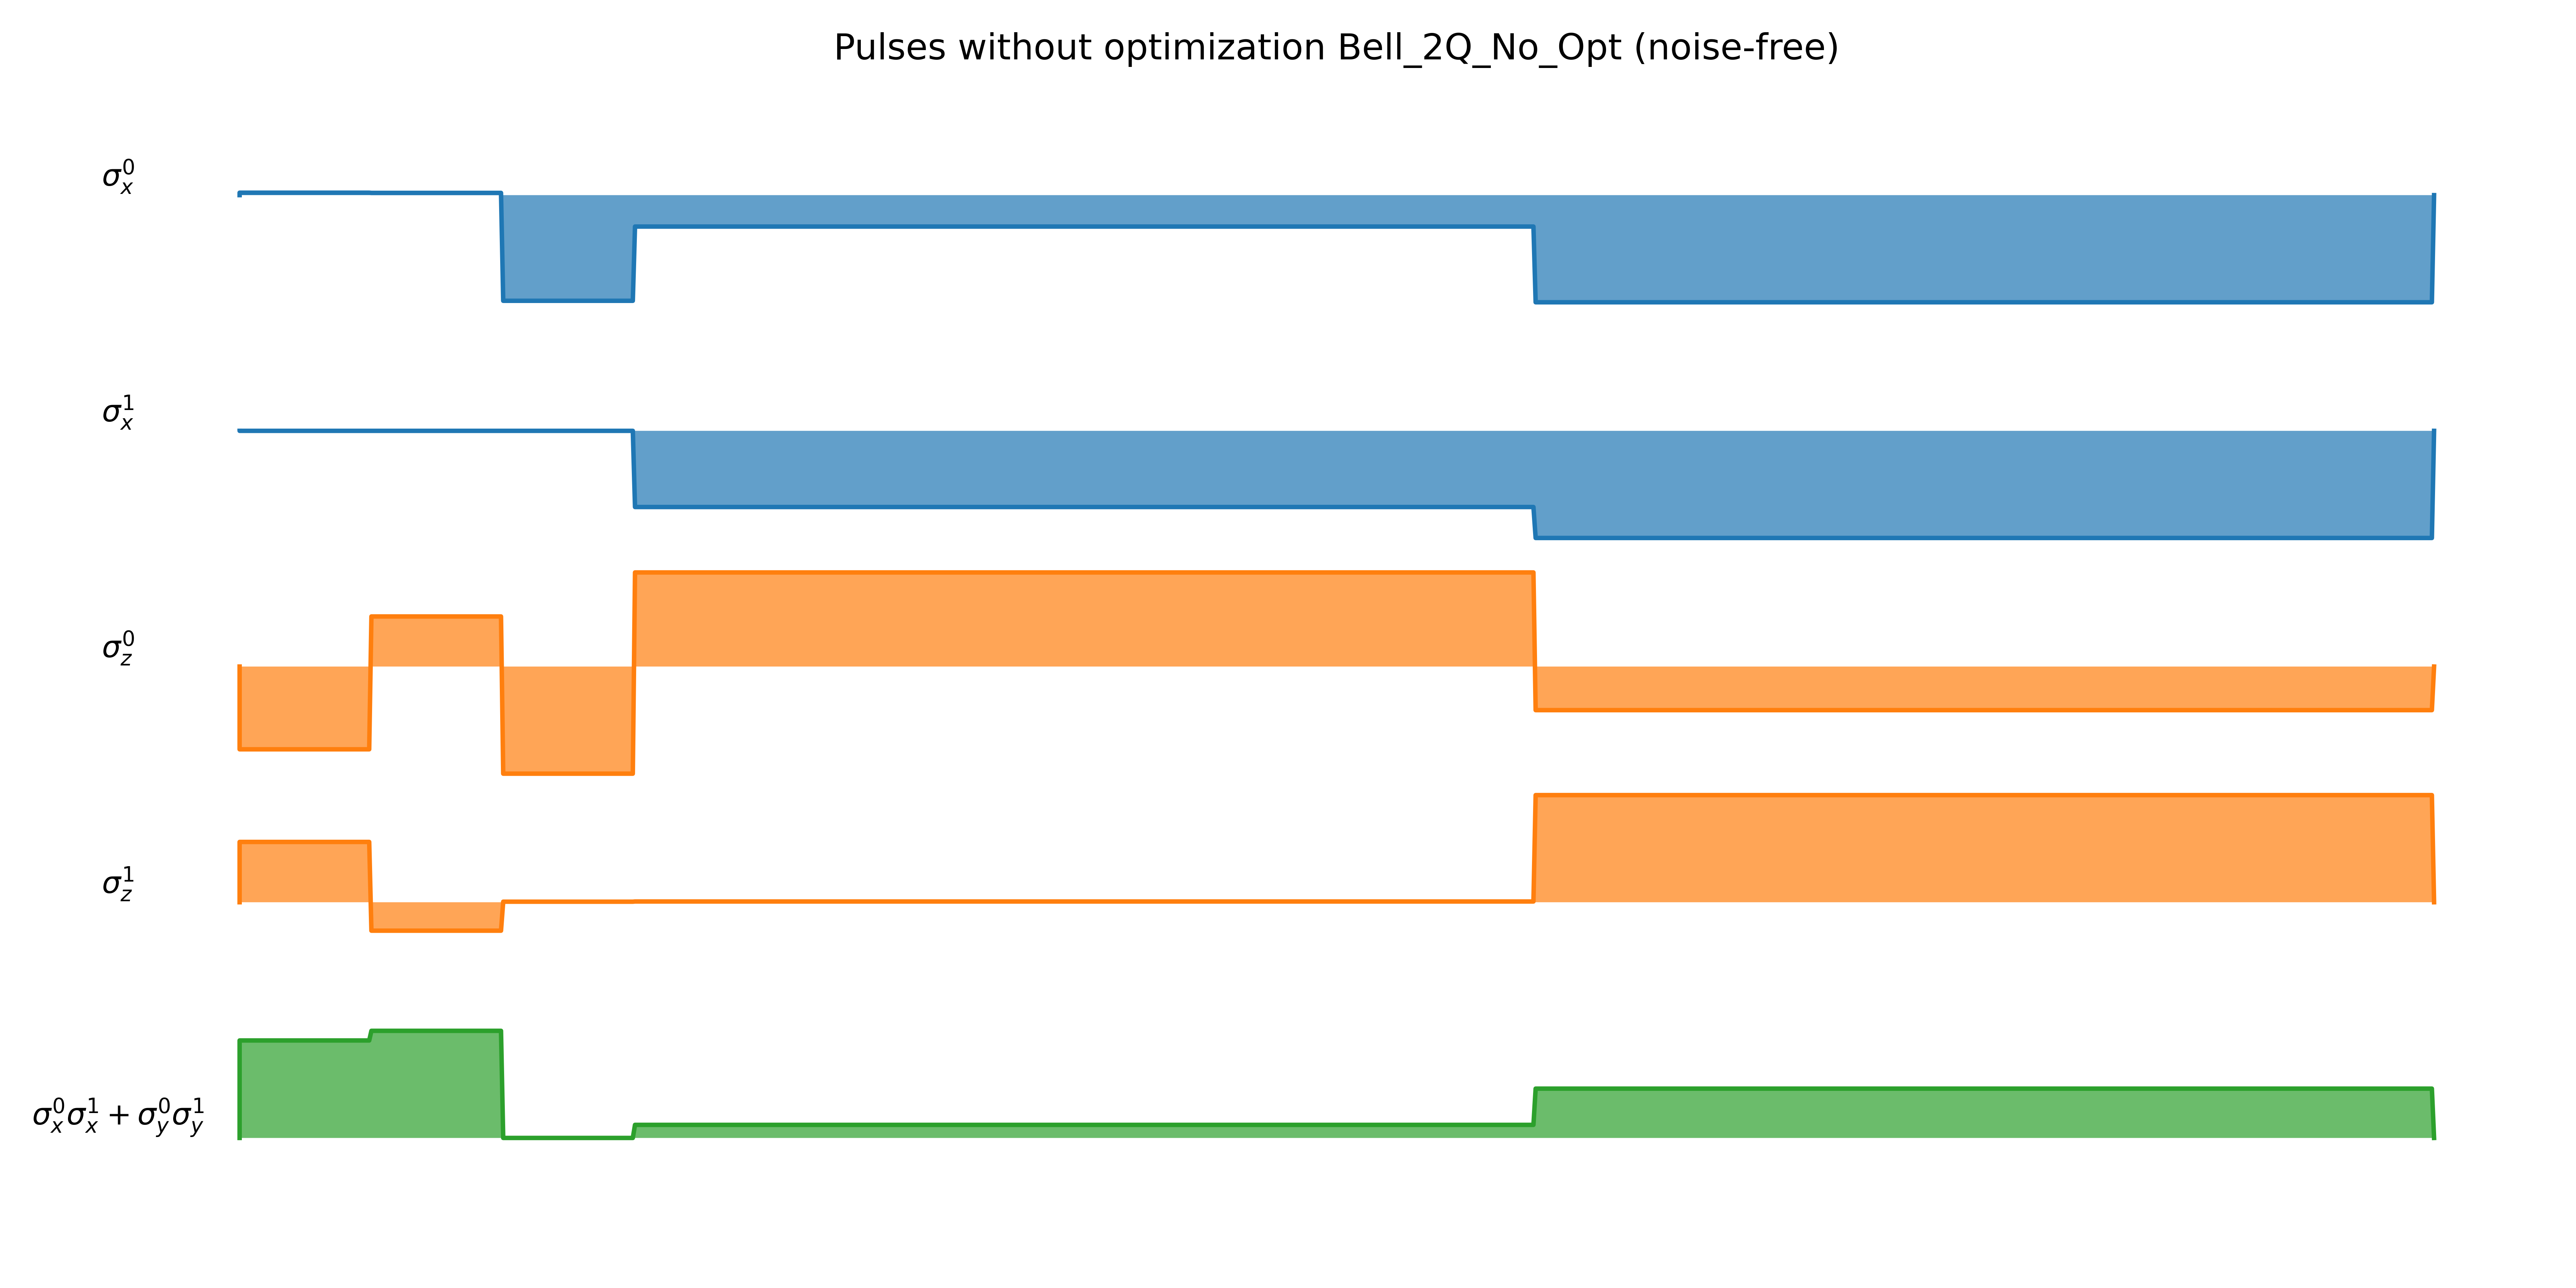 Pulses without optimization Bell_2Q_No_Opt (noise-free)
σ_x^0
σ_x^1
σ_z^0
σ_z^1
σ_x^0σ_x^1 + σ_y^0σ_y^1